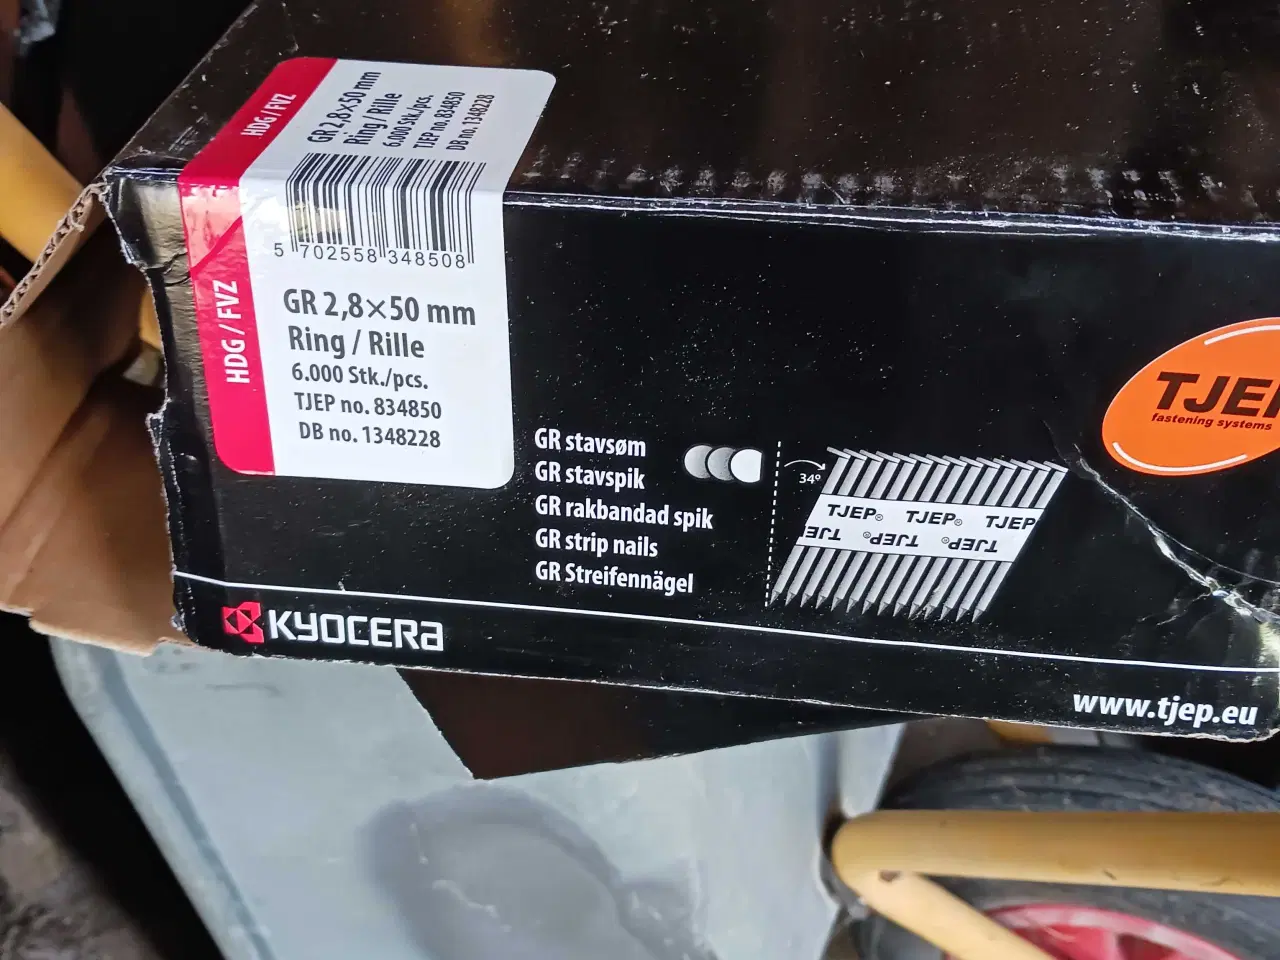 HDG / FVZ
GR 2,8×50 mm
Ring / Rille
6.000 Stk./pcs.
TJEP no. 834850
DB no. 1348228
5 702558 348508
HDG / FVZ
GR 2,8×50 mm
Ring / Rille
6.000 Stk./pcs.
TJEP no. 834850
DB no. 1348228
GR stavsøm
GR stavspik
GR rakbandad spik
GR strip nails
GR Streifennägel
34°
TJEP® TJEP® TJEP
TJEP® TJEP® TJE
TJEP
fastening systems
KYOCERA
www.tjep.eu